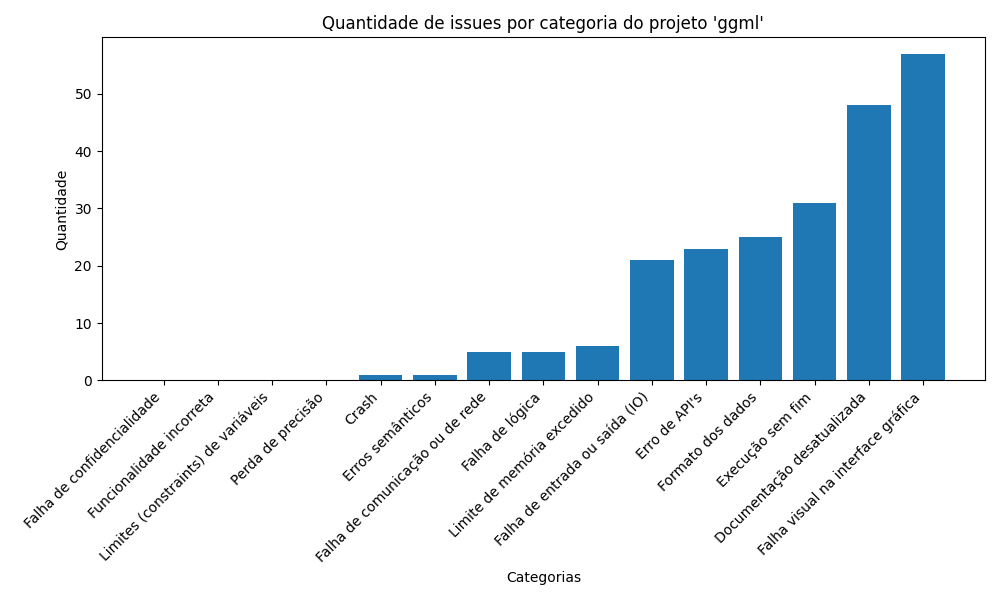 Quantidade de issues por categoria do projeto 'ggml'
Quantidade
50
40
30
20
10
0
Falha de confidencialidade
Funcionalidade incorreta
Limites (constraints) de variáveis
Perda de precisão
Crash
Erros semânticos
Falha de comunicação ou de rede
Falha de lógica
Limite de memória excedido
Falha de entrada ou saída (IO)
Erro de API's
Formato dos dados
Execução sem fim
Documentação desatualizada
Falha visual na interface gráfica
Categorias